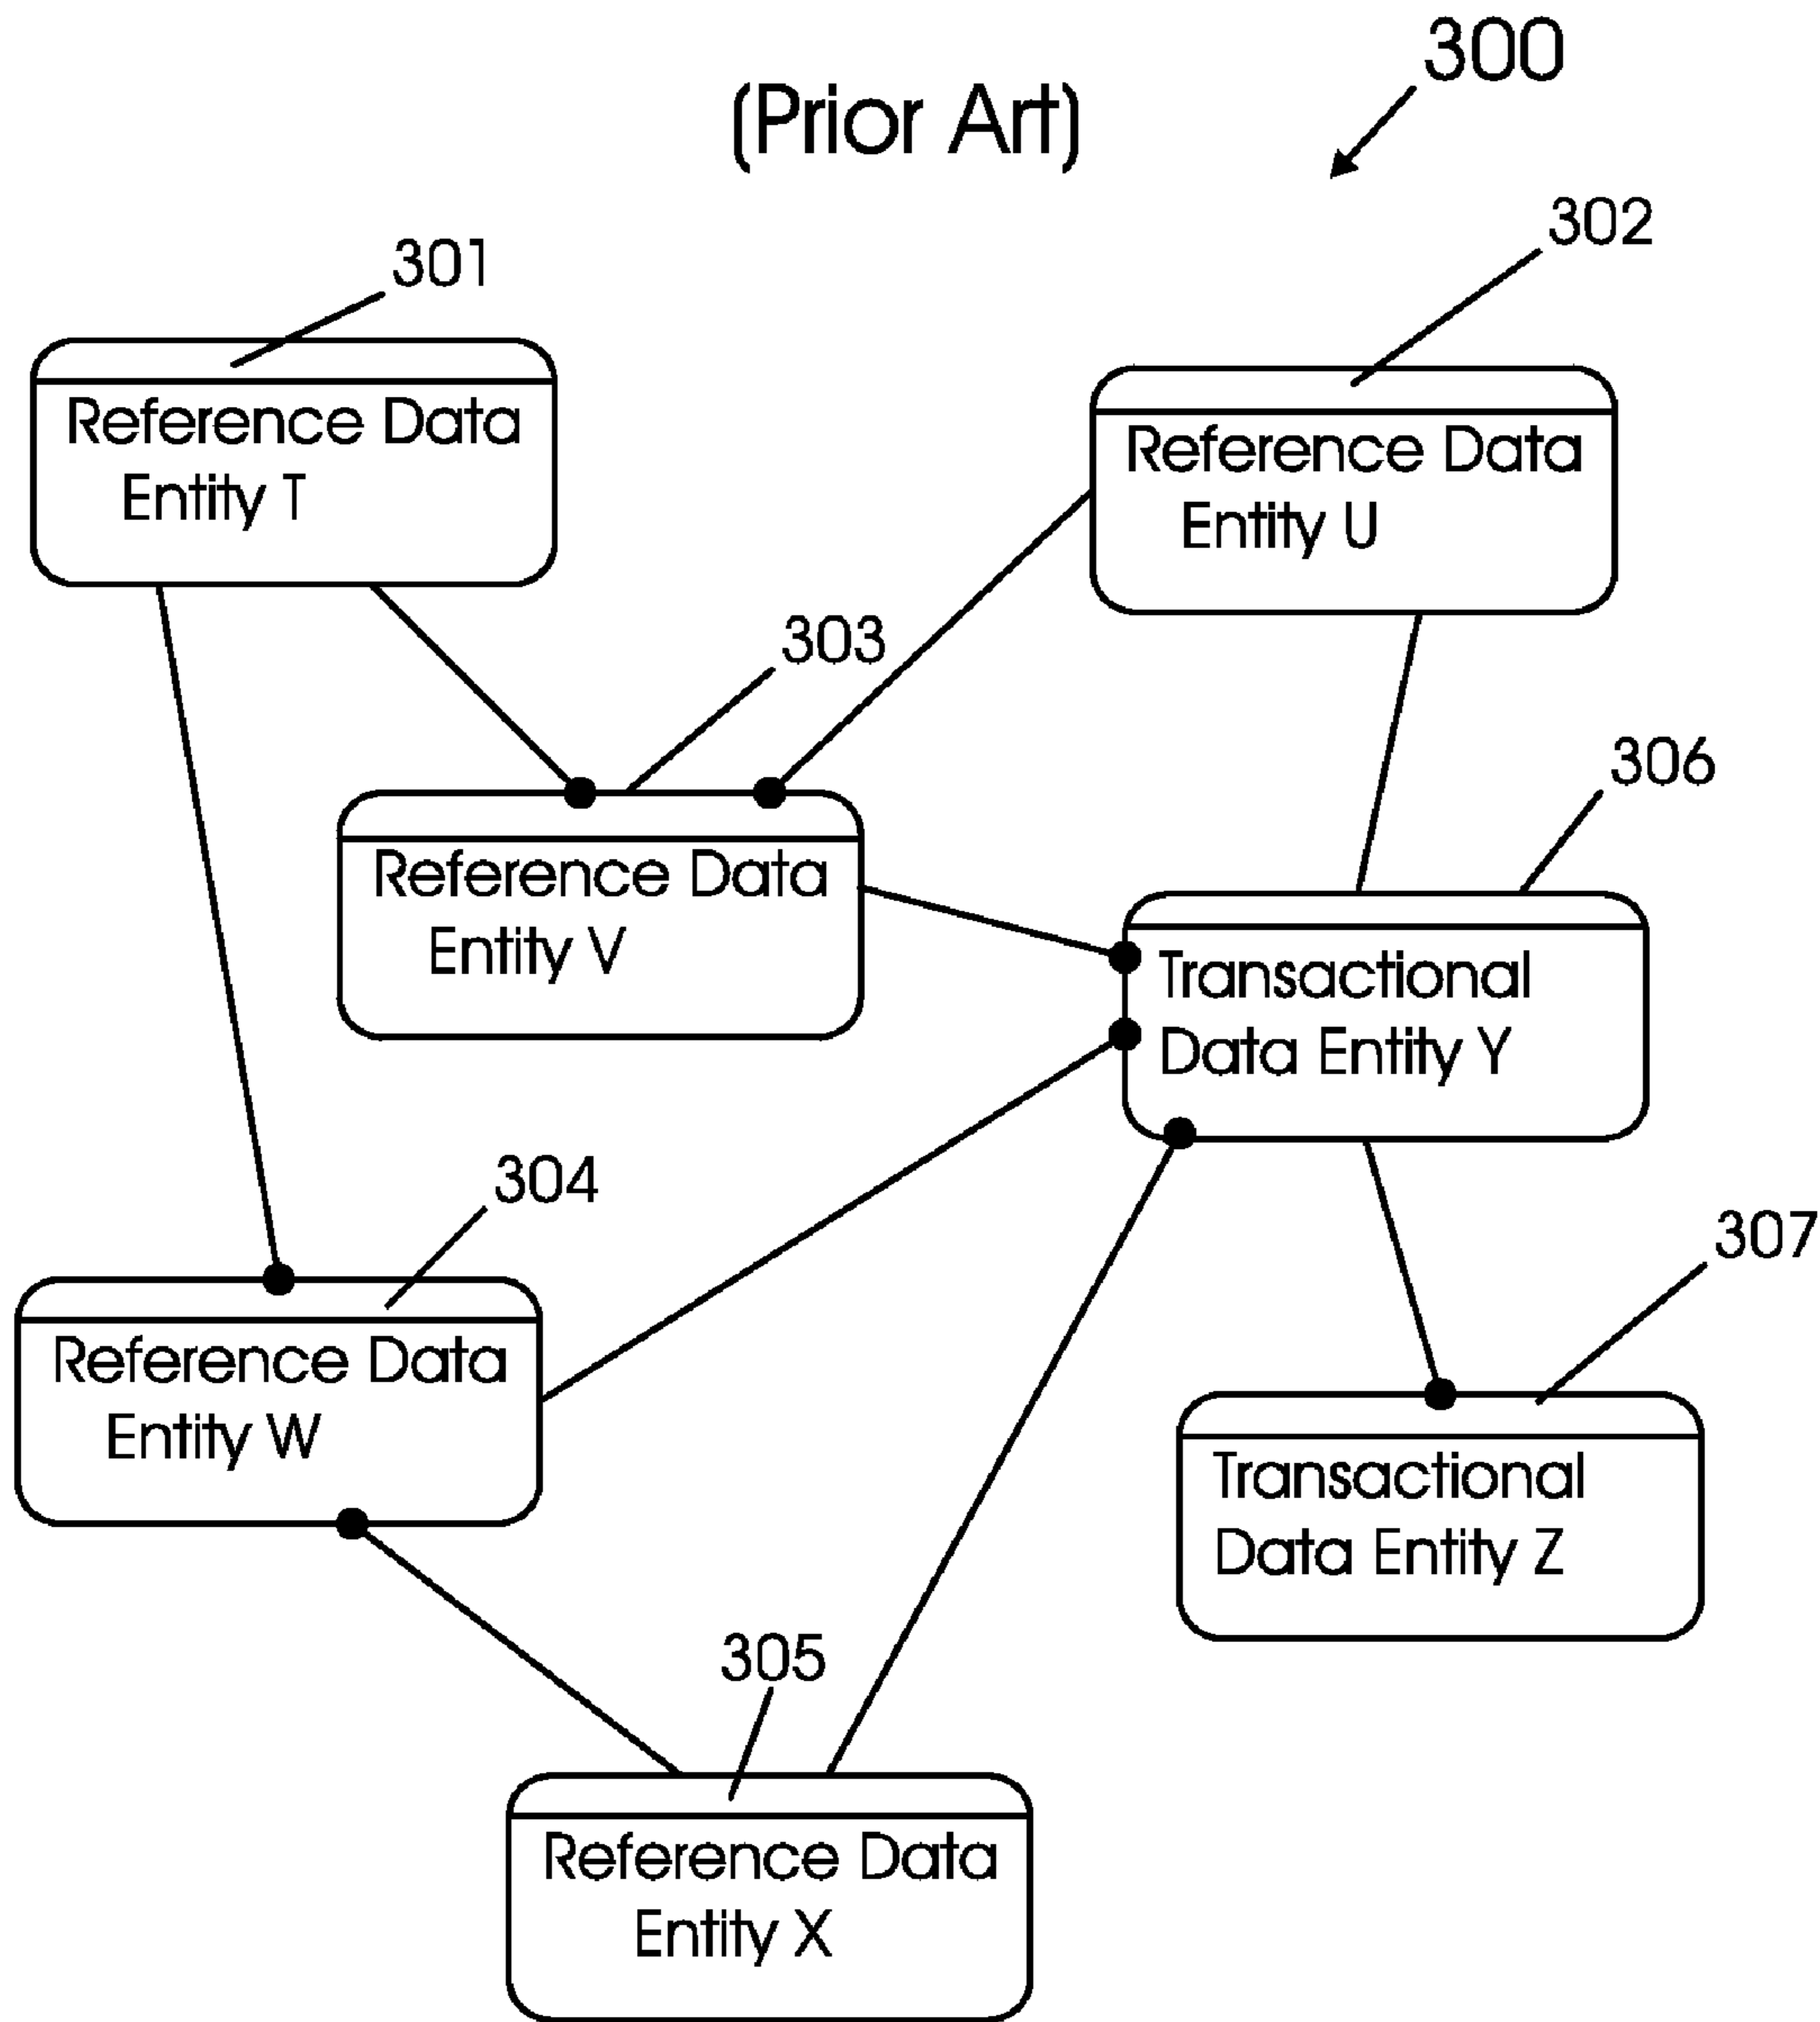 300
(Prior Art)
302
301
Reference Data
Entity T
Reference Data
Entity U
303
306
Reference Data
Entity V
Transactional
Data Entity Y
304
307
Reference Data
Entity W
Transactional
Data Entity Z
305
Reference Data
Entity X